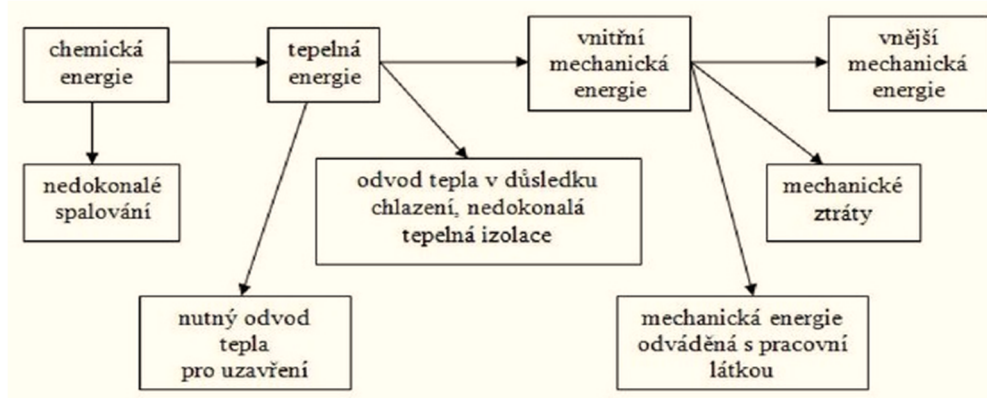 chemická
energie
tepelná
energie
vnitřní
mechanická
energie
vnější
mechanická
energie
nedokonalé
spalování
odvod tepla v důsledku
chlazení, nedokonalá
tepelná izolace
mechanické
ztráty
nutný odvod
tepla
pro uzavření
mechanická energie
odváděná s pracovní
látkou